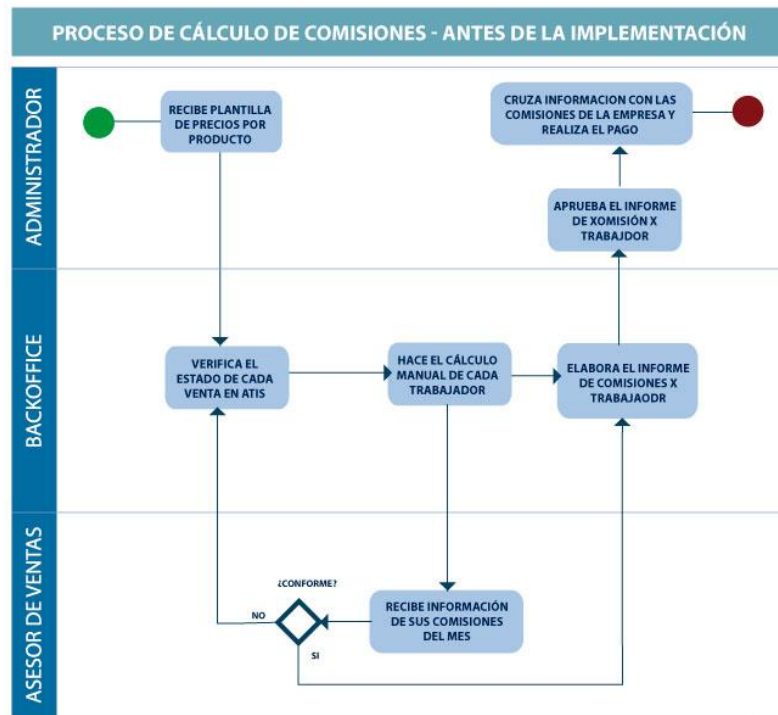 PROCESO DE CÁLCULO DE COMISIONES - ANTES DE LA IMPLEMENTACIÓN
ADMINISTRADOR
RECIBE PLANTILLA
DE PRECIOS POR
PRODUCTO
CRUZA INFORMACION CON LAS
COMISIONES DE LA EMPRESA Y
REALIZA EL PAGO
APRUEBA EL INFORME
DE XOMISIÓN X
TRABAJDOR
BACKOFFICE
VERIFICA EL
ESTADO DE CADA
VENTA EN ATIS
HACE EL CÁLCULO
MANUAL DE CADA
TRABAJADOR
ELABORA EL INFORME
DE COMISIONES X
TRABAJAODR
ASESOR DE VENTAS
¿CONFORME?
NO
SI
RECIBE INFORMACIÓN
DE SUS COMISIONES
DEL MES